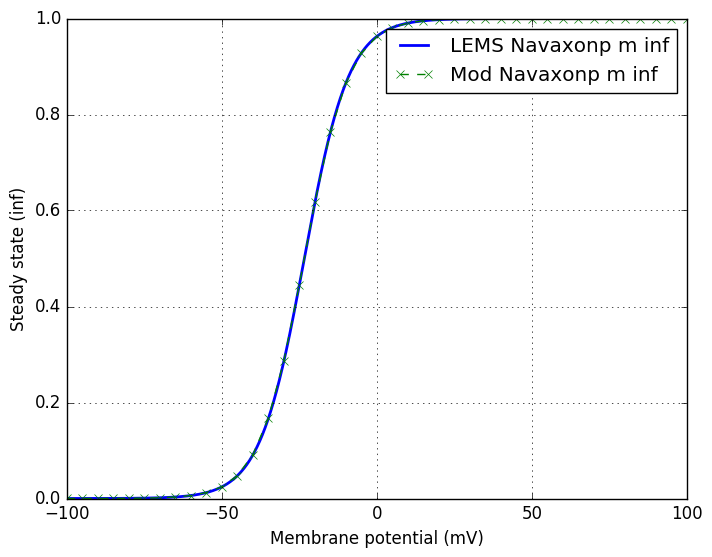 1.0
0.8
0.6
0.4
0.2
0.0
−100
−50
0
50
100
Steady state (inf)
Membrane potential (mV)
LEMS Navaxonp m inf
Mod Navaxonp m inf